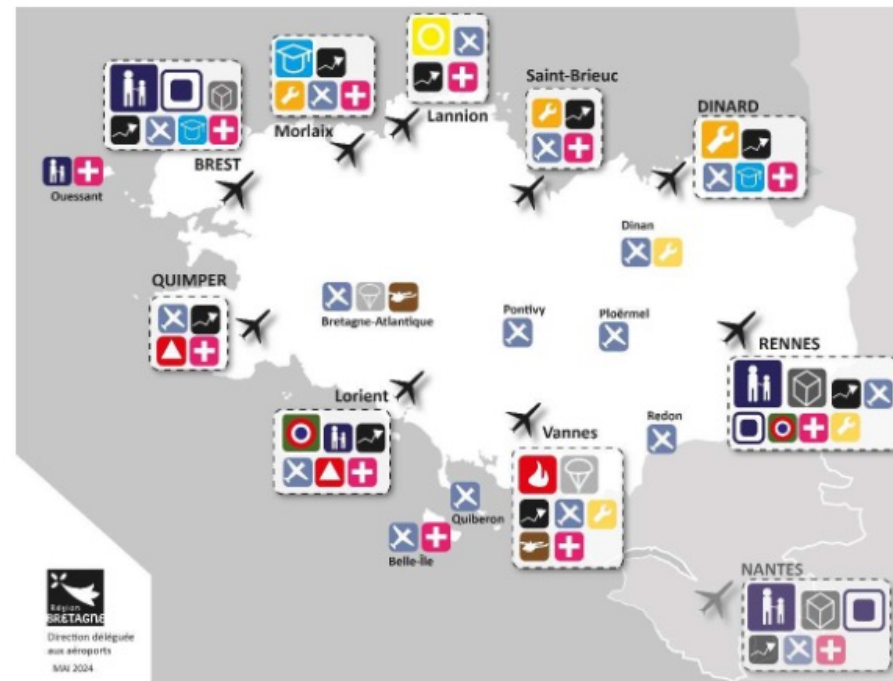 Saint-Brieuc
DINARD
Morlaix
Lannion
BREST
Ouessant
Dinan
QUIMPER
Bretagne-Atlantique
Pontivy
Ploërmel
RENNES
Lorient
Vannes
Redon
Quiberon
Belle-Île
NANTES
Région
BRETAGNE
Direction déléguée
aux aéroports
MAI 2024